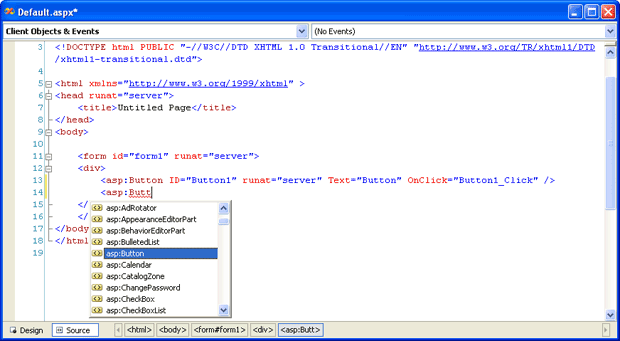 Default.aspx*
Client Objects & Events (No Events)
3 <!DOCTYPE html PUBLIC "-//W3C//DTD XHTML 1.0 Transitional//EN" "http://www.w3.org/TR/xhtml1/DTD
/xhtml1-transitional.dtd">
4
5 <html xmlns="http://www.w3.org/1999/xhtml" >
6 <head runat="server">
7 <title>Untitled Page</title>
8 </head>
9 <body>
10
11 <form id="form1" runat="server">
12 <div>
13 <asp:Button ID="Button1" runat="server" Text="Button" OnClick="Button1_Click" />
14 <asp:Butt
15 </
16 </
17 </body
18 </html
19
asp:AdRotator
asp:AppearanceEditorPart
asp:BehaviorEditorPart
asp:BulletedList
asp:Button
asp:Calendar
asp:CatalogZone
asp:ChangePassword
asp:CheckBox
asp:CheckBoxList
Design Source <html> <body> <form#form1> <div> <asp:Butt>